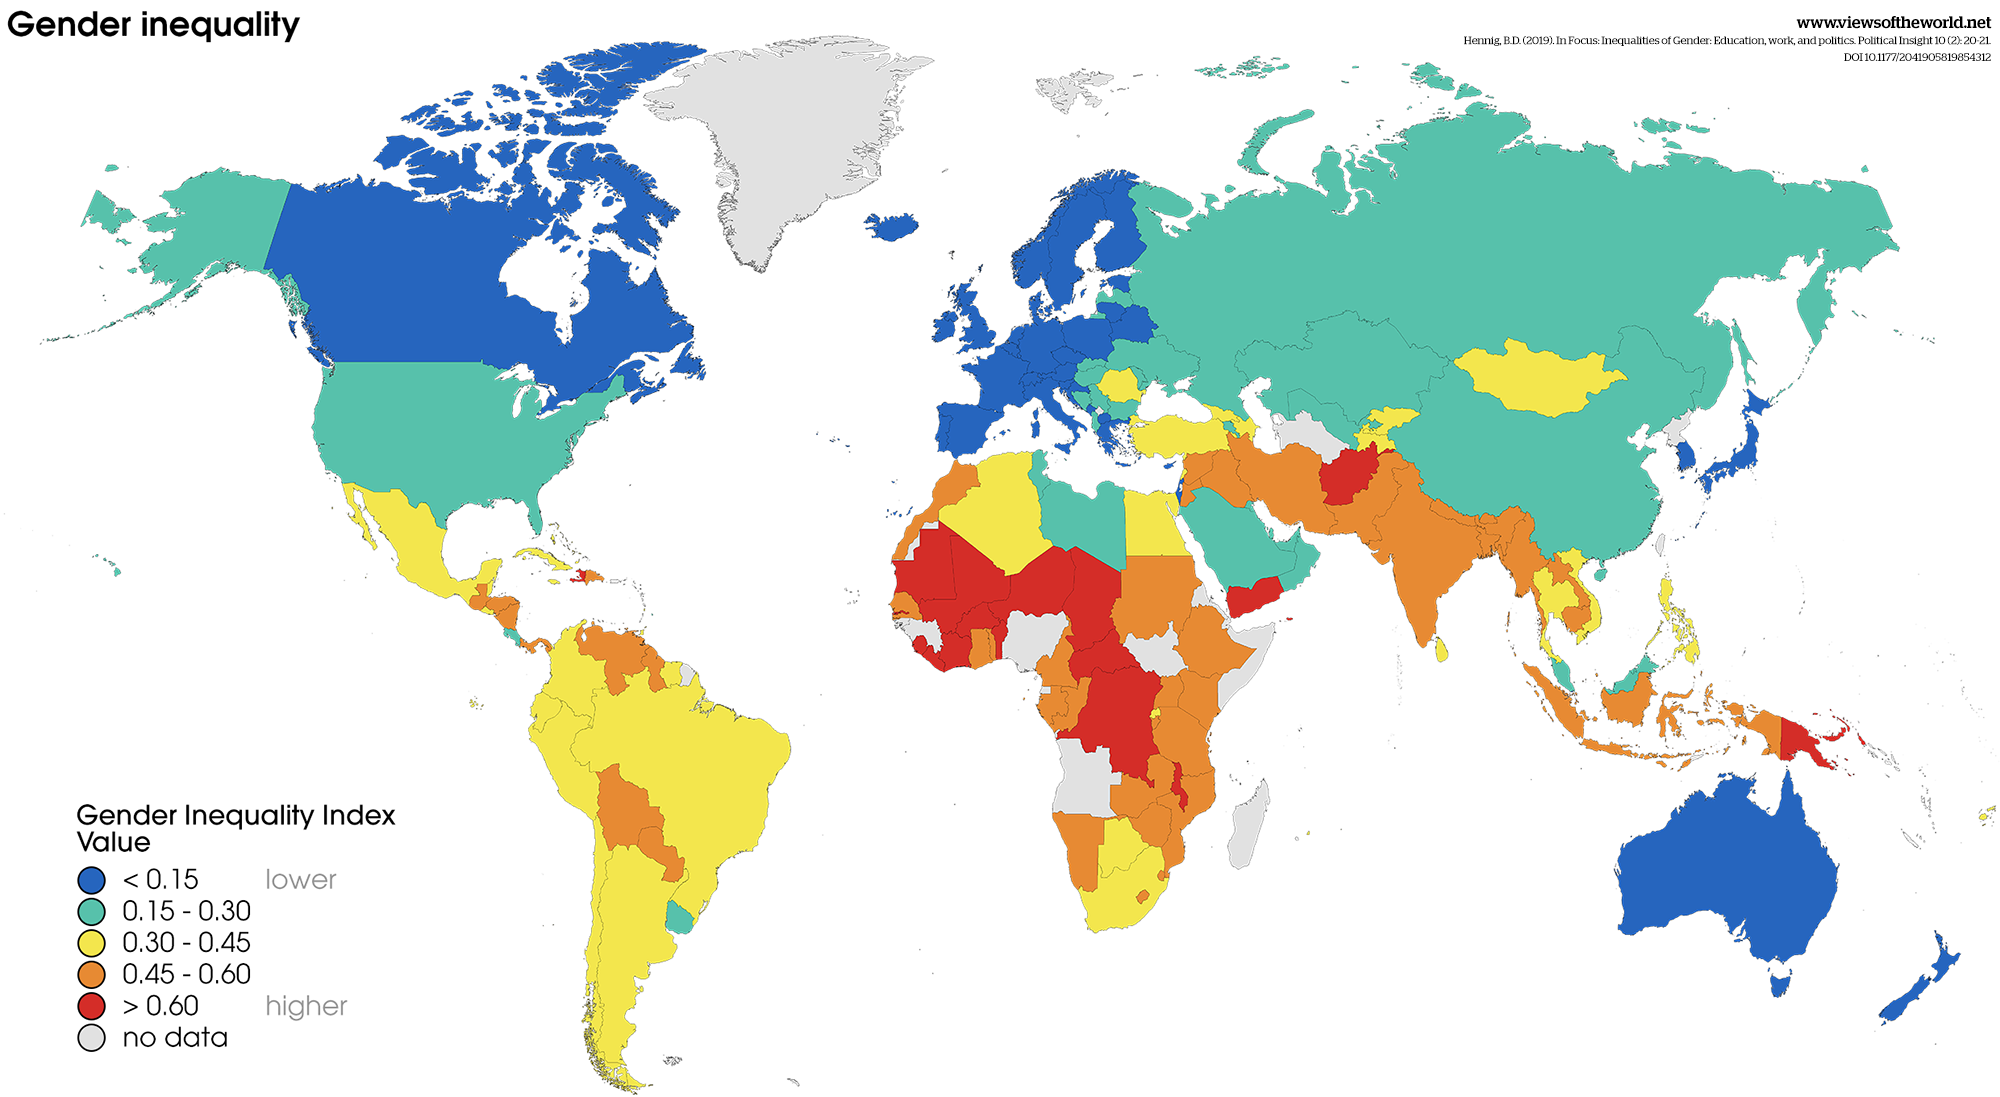 Gender inequality
www.viewsoftheworld.net
Hennig, B.D. (2019). In Focus: Inequalities of Gender: Education, work, and politics. Political Insight 10 (2): 20-21.
DOI 10.1177/2041905819854312
Gender Inequality Index
Value
< 0.15 lower
0.15 - 0.30
0.30 - 0.45
0.45 - 0.60
> 0.60 higher
no data